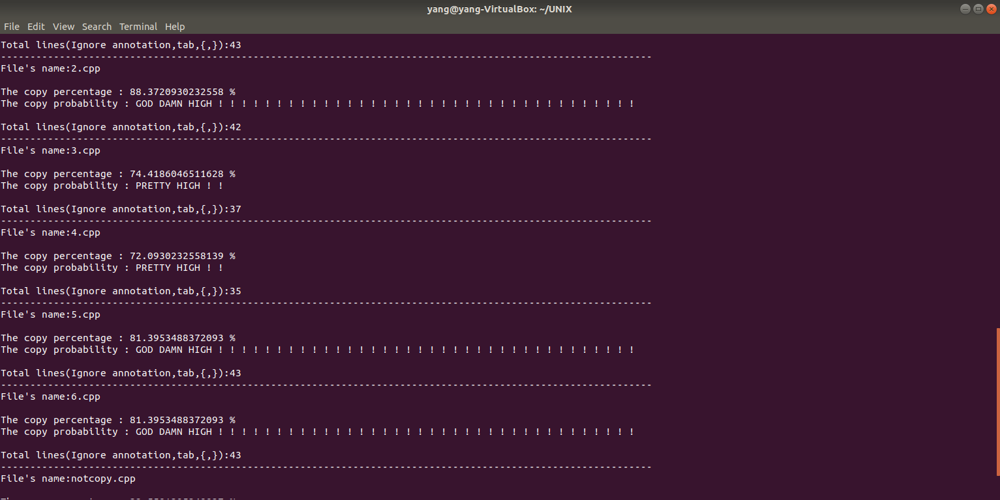 yang@yang-VirtualBox: ~/UNIX
File Edit View Search Terminal Help
Total lines(Ignore annotation,tab,{,}):43
---------------------------------------------------------------------------------------------------------------
File's name:2.cpp
The copy percentage : 88.3720930232558 %
The copy probability : GOD DAMN HIGH ! ! ! ! ! ! ! ! ! ! ! ! ! ! ! ! ! ! ! ! ! ! ! ! ! ! ! ! ! ! ! ! ! ! ! !
Total lines(Ignore annotation,tab,{,}):42
---------------------------------------------------------------------------------------------------------------
File's name:3.cpp
The copy percentage : 74.4186046511628 %
The copy probability : PRETTY HIGH ! !
Total lines(Ignore annotation,tab,{,}):37
---------------------------------------------------------------------------------------------------------------
File's name:4.cpp
The copy percentage : 72.0930232558139 %
The copy probability : PRETTY HIGH ! !
Total lines(Ignore annotation,tab,{,}):35
---------------------------------------------------------------------------------------------------------------
File's name:5.cpp
The copy percentage : 81.3953488372093 %
The copy probability : GOD DAMN HIGH ! ! ! ! ! ! ! ! ! ! ! ! ! ! ! ! ! ! ! ! ! ! ! ! ! ! ! ! ! ! ! ! ! ! ! !
Total lines(Ignore annotation,tab,{,}):43
---------------------------------------------------------------------------------------------------------------
File's name:6.cpp
The copy percentage : 81.3953488372093 %
The copy probability : GOD DAMN HIGH ! ! ! ! ! ! ! ! ! ! ! ! ! ! ! ! ! ! ! ! ! ! ! ! ! ! ! ! ! ! ! ! ! ! ! !
Total lines(Ignore annotation,tab,{,}):43
---------------------------------------------------------------------------------------------------------------
File's name:notcopy.cpp